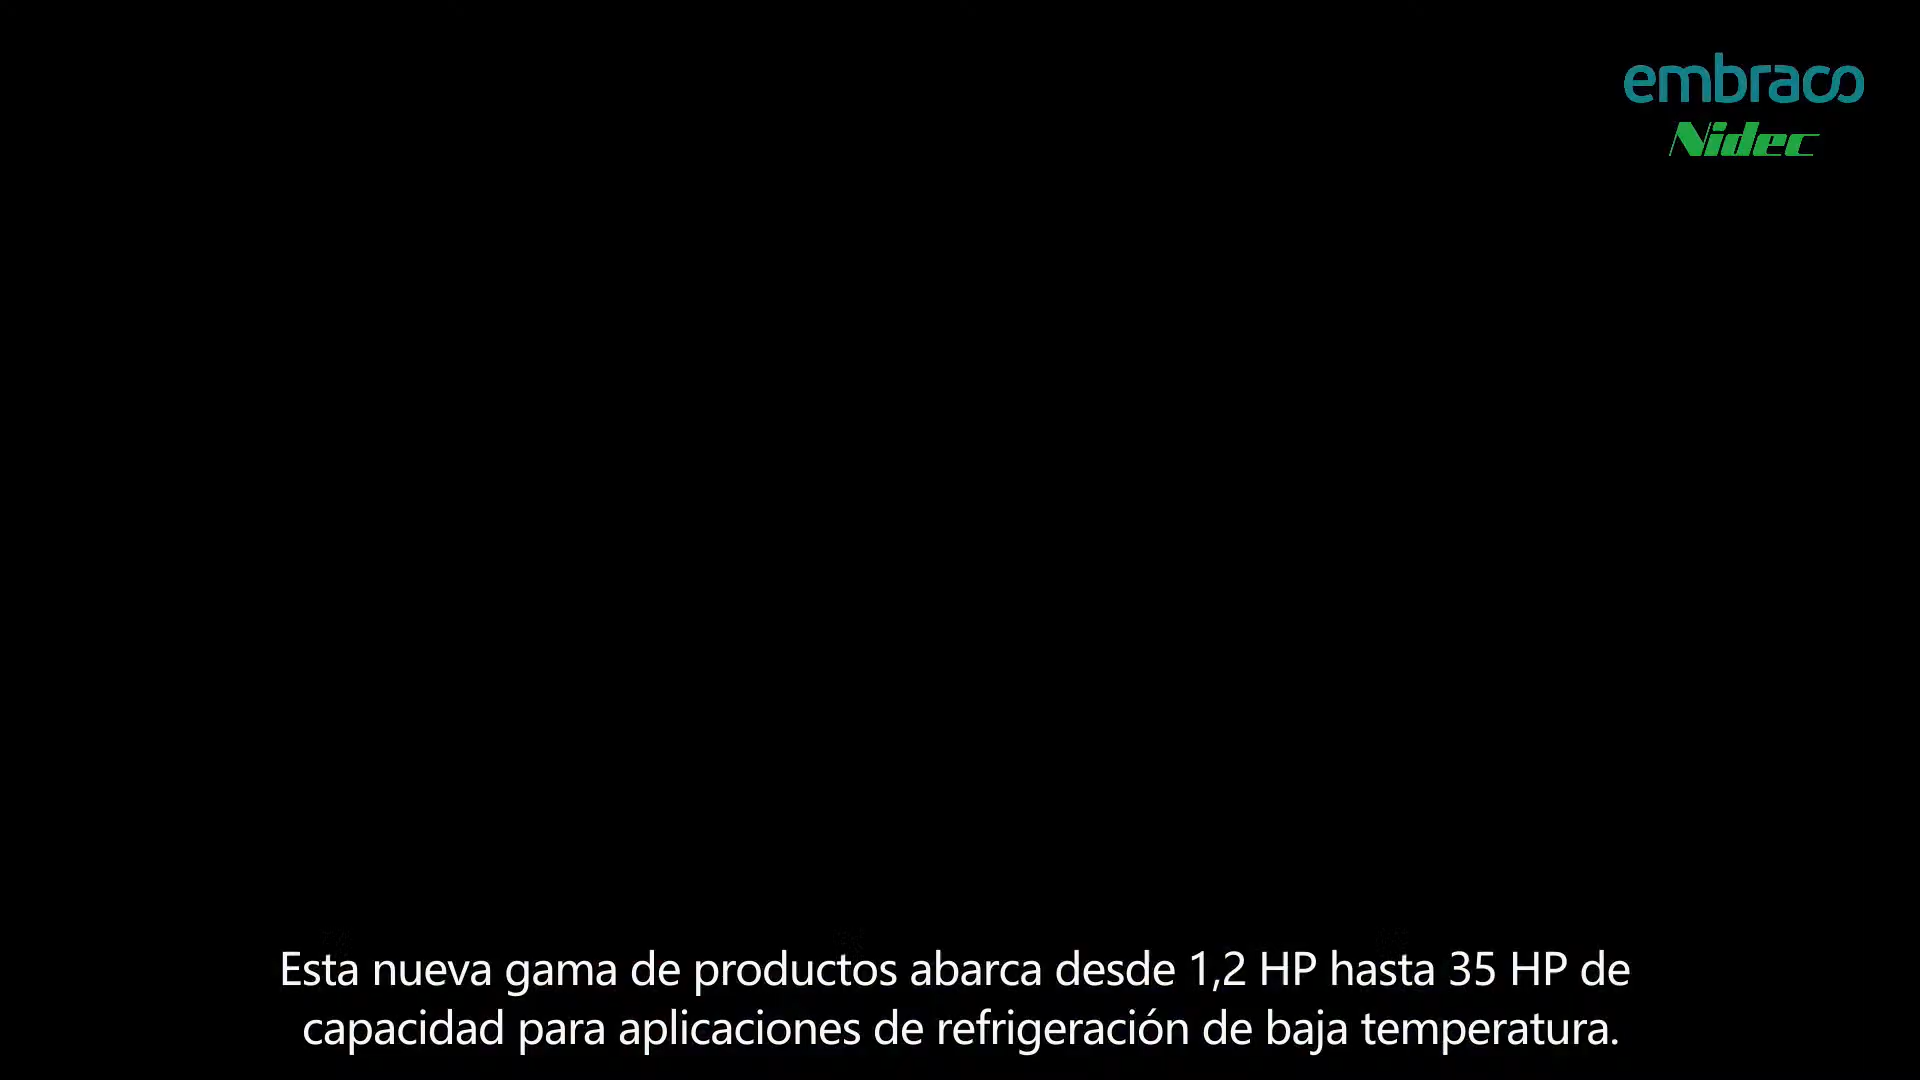 embraco
Nidec
Esta nueva gama de productos abarca desde 1,2 HP hasta 35 HP de
capacidad para aplicaciones de refrigeración de baja temperatura.